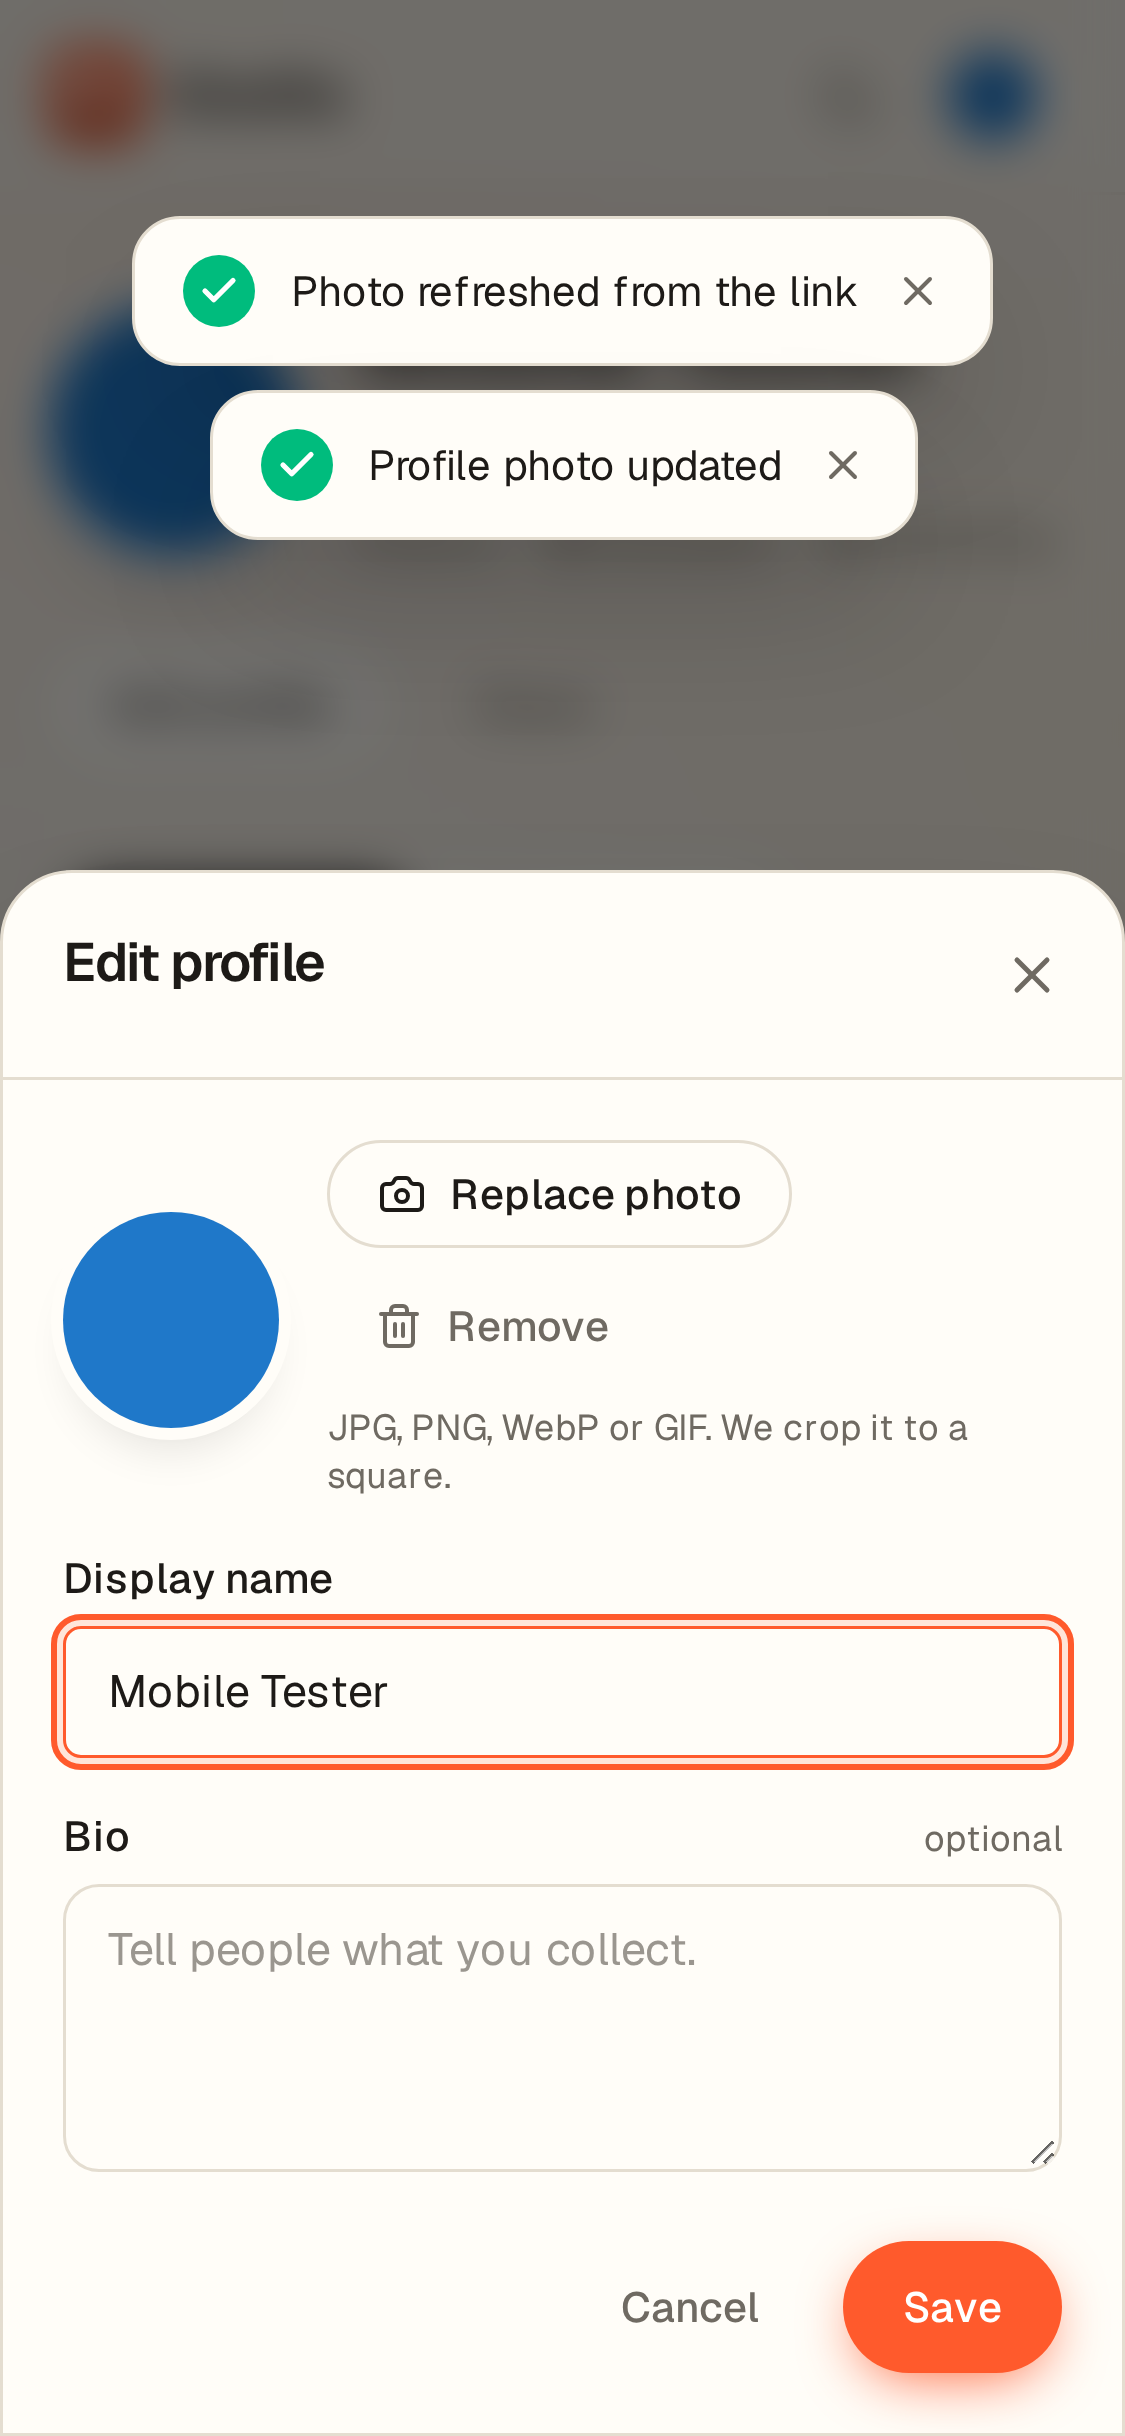 Photo refreshed from the link
Profile photo updated
Edit profile
Replace photo
Remove
JPG, PNG, WebP or GIF. We crop it to a
square.
Display name
Mobile Tester
Bio
optional
Tell people what you collect.
Cancel
Save